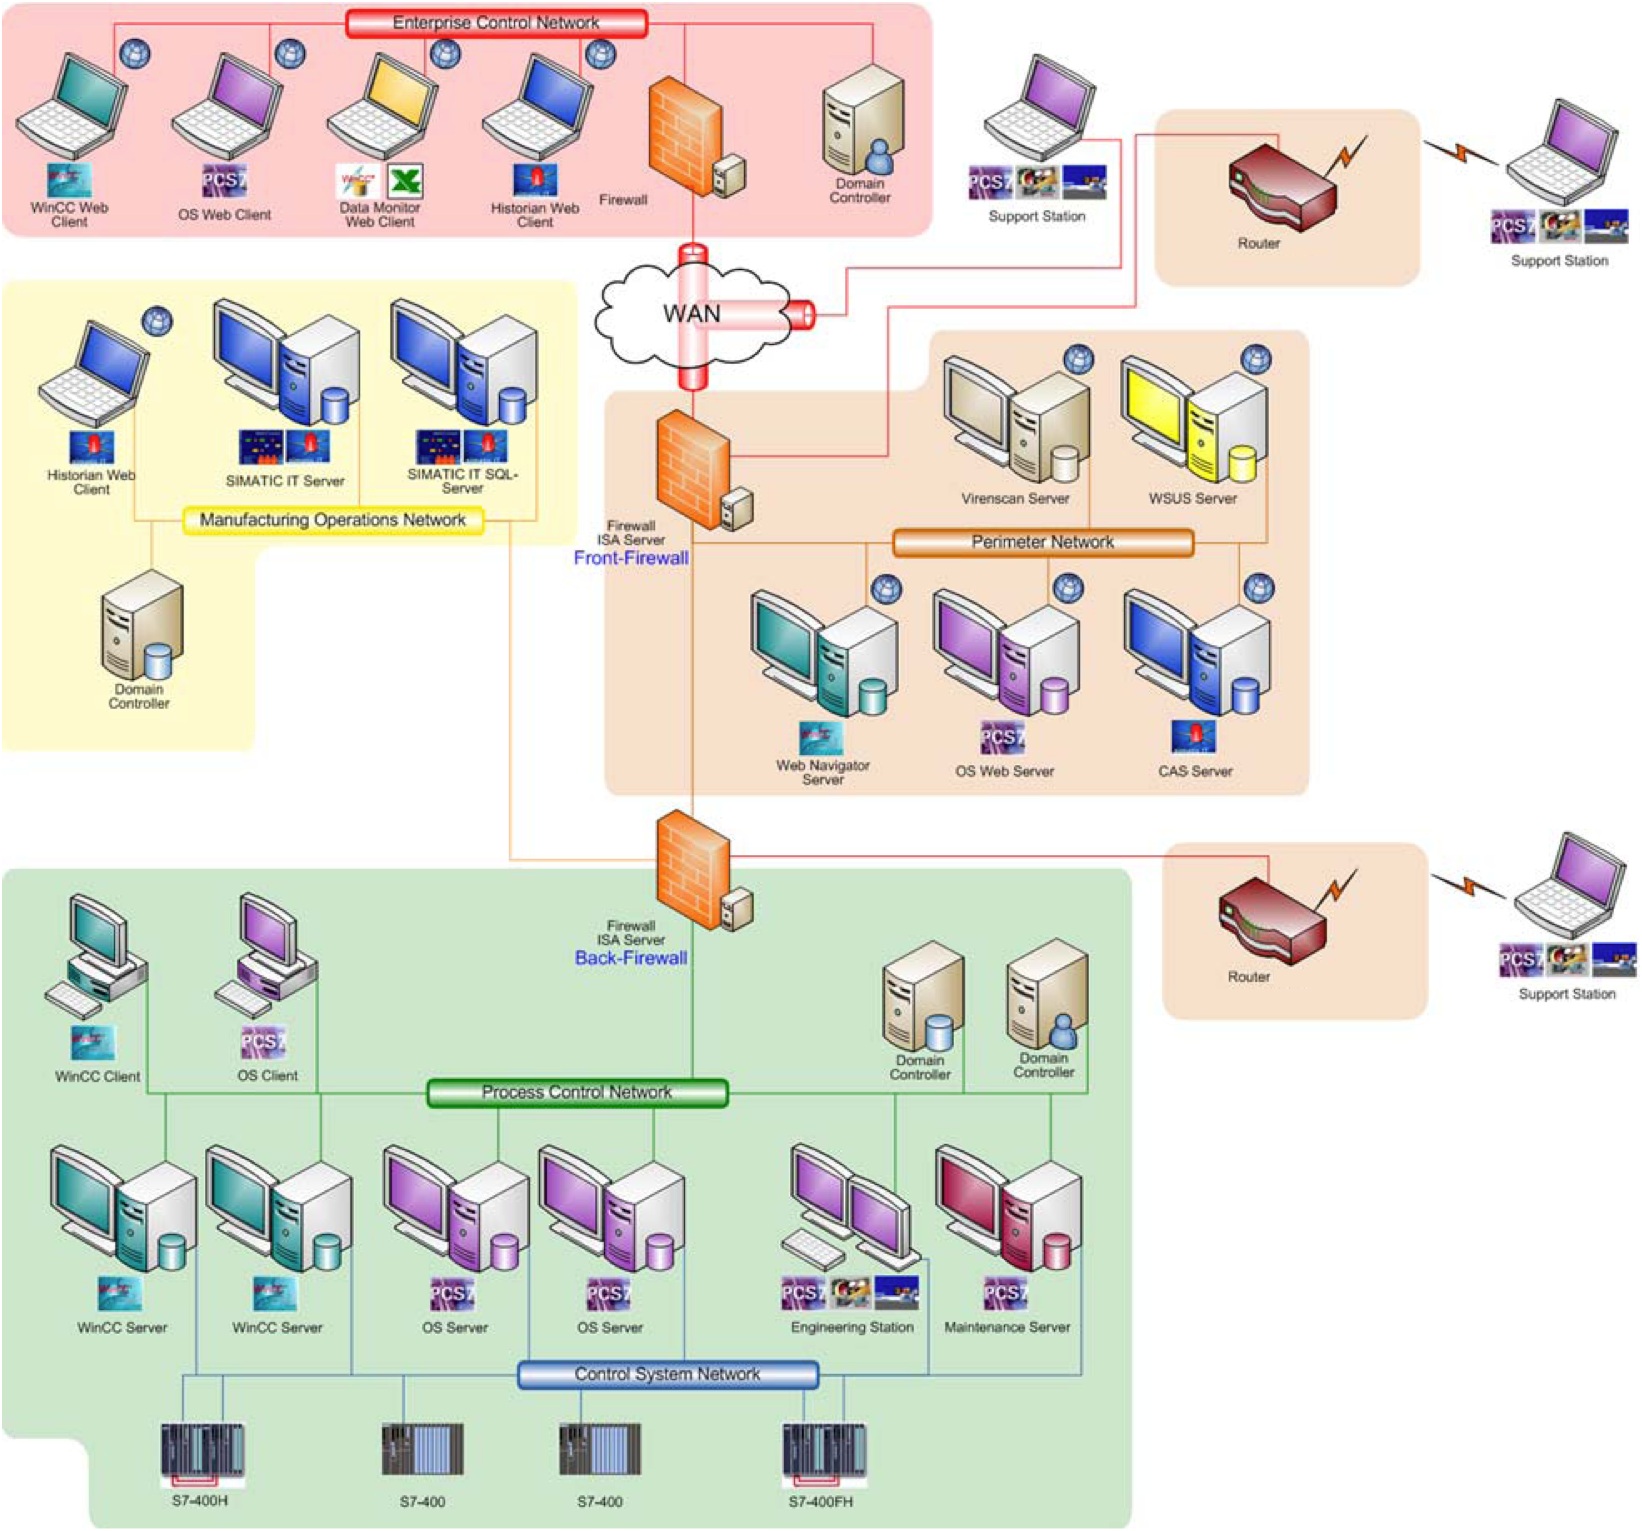 Enterprise Control Network
WinCC Web
Client
PCS7
OS Web Client
WinCC
Data Monitor
Web Client
Historian Web
Client
Firewall
Domain
Controller
PCS7
Support Station
Router
PCS7
Support Station
WAN
Historian Web
Client
SIMATIC IT Server
SIMATIC IT SQL-
Server
Manufacturing Operations Network
Domain
Controller
Firewall
ISA Server
Front-Firewall
Virenscan Server
WSUS Server
Perimeter Network
WinCC
Web Navigator
Server
PCS7
OS Web Server
CAS Server
Firewall
ISA Server
Back-Firewall
Router
PCS7
Support Station
WinCC Client
PCS7
OS Client
Domain
Controller
Domain
Controller
Process Control Network
WinCC Server
WinCC Server
PCS7
OS Server
PCS7
OS Server
PCS7
Engineering Station
PCS7
Maintenance Server
Control System Network
S7-400H
S7-400
S7-400
S7-400FH